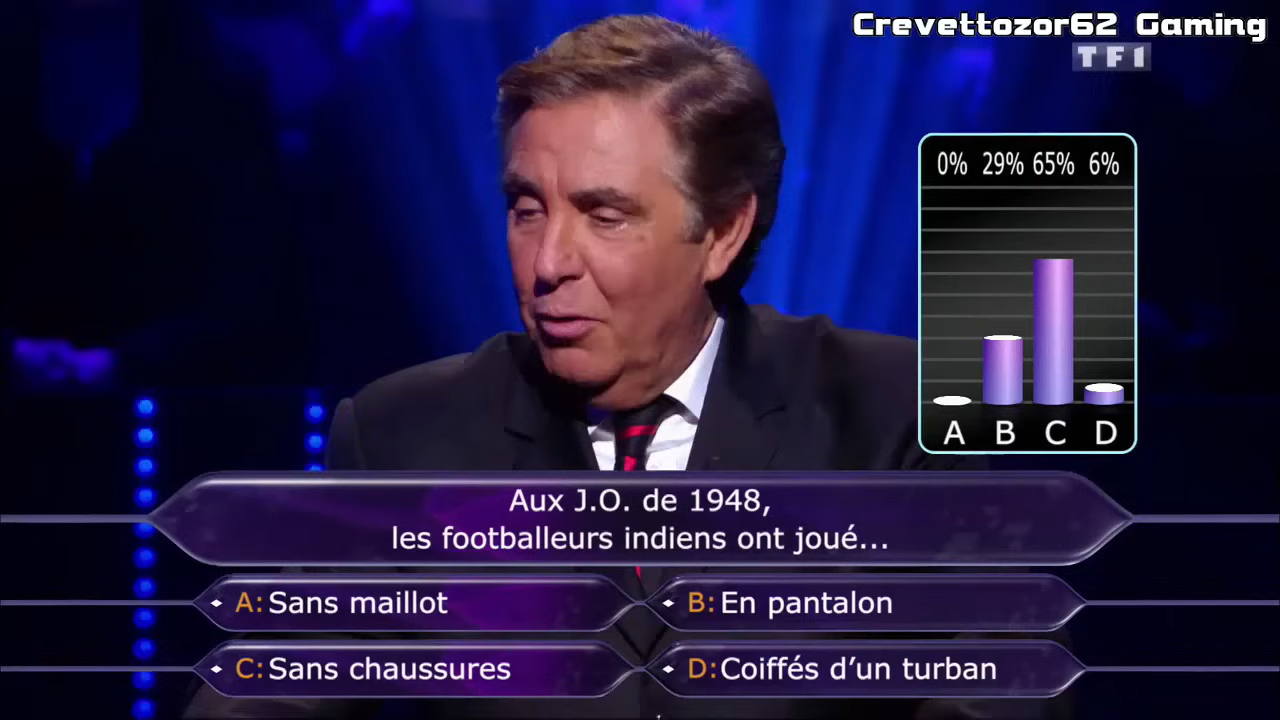 Crevettozor62 Gaming
TF1
0% 29% 65% 6%
A B C D
Aux J.O. de 1948,
les footballeurs indiens ont joué...
A: Sans maillot
B: En pantalon
C: Sans chaussures
D: Coiffés d’un turban